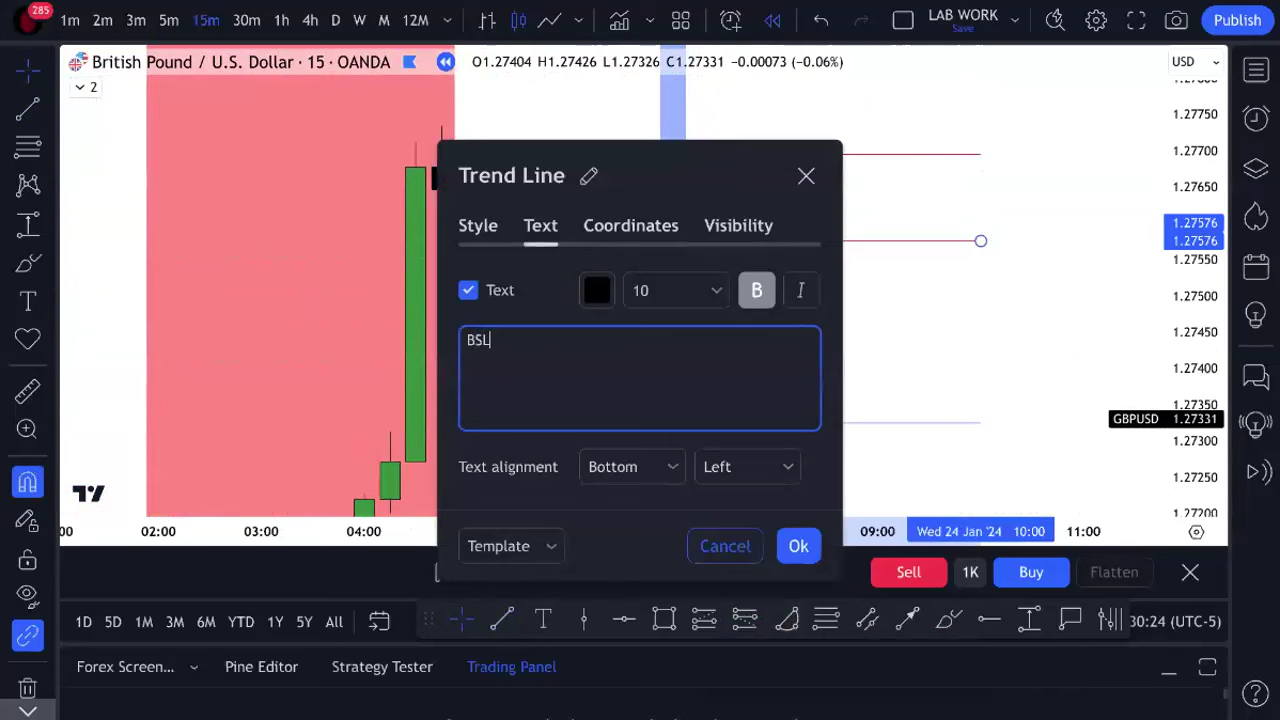 285
1m 2m 3m 5m 15m 30m 1h 4h D W M 12M
LAB WORK
Save
Publish
British Pound / U.S. Dollar · 15 · OANDA
O1.27404 H1.27426 L1.27326 C1.27331 −0.00073 (−0.06%)
USD
2
1.27750
1.27700
1.27650
1.27576
1.27576
1.27550
1.27500
1.27450
1.27400
1.27350
GBPUSD 1.27331
1.27300
1.27250
1.27200
Trend Line
Style Text Coordinates Visibility
Text
10
B
I
BSL
Text alignment
Bottom
Left
Template
Cancel
Ok
:00 02:00 03:00 04:00 09:00 Wed 24 Jan '24 10:00 11:00
Sell 1K Buy Flatten
1D 5D 1M 3M 6M YTD 1Y 5Y All
30:24 (UTC-5)
Forex Screen... Pine Editor Strategy Tester Trading Panel